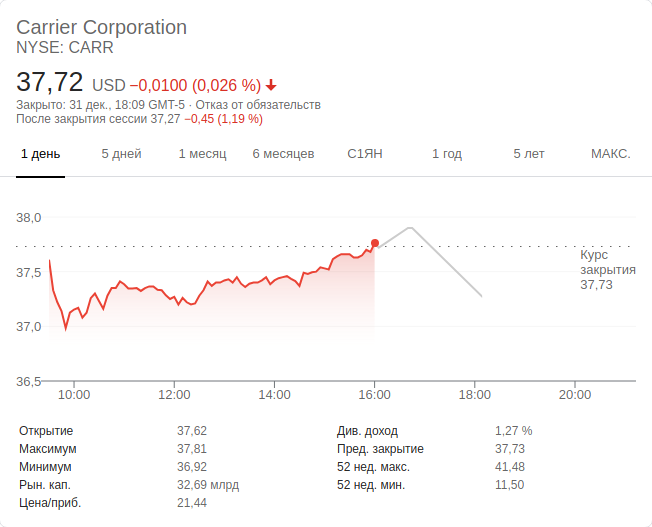 Carrier Corporation
NYSE: CARR
37,72 USD −0,0100 (0,026 %)
Закрыто: 31 дек., 18:09 GMT-5 · Отказ от обязательств
После закрытия сессии 37,27 −0,45 (1,19 %)
1 день 5 дней 1 месяц 6 месяцев С1ЯН 1 год 5 лет МАКС.
38,0
37,5
37,0
36,5
Курс
закрытия
37,73
10:00 12:00 14:00 16:00 18:00 20:00
Открытие 37,62
Максимум 37,81
Минимум 36,92
Рын. кап. 32,69 млрд
Цена/приб. 21,44
Див. доход 1,27 %
Пред. закрытие 37,73
52 нед. макс. 41,48
52 нед. мин. 11,50